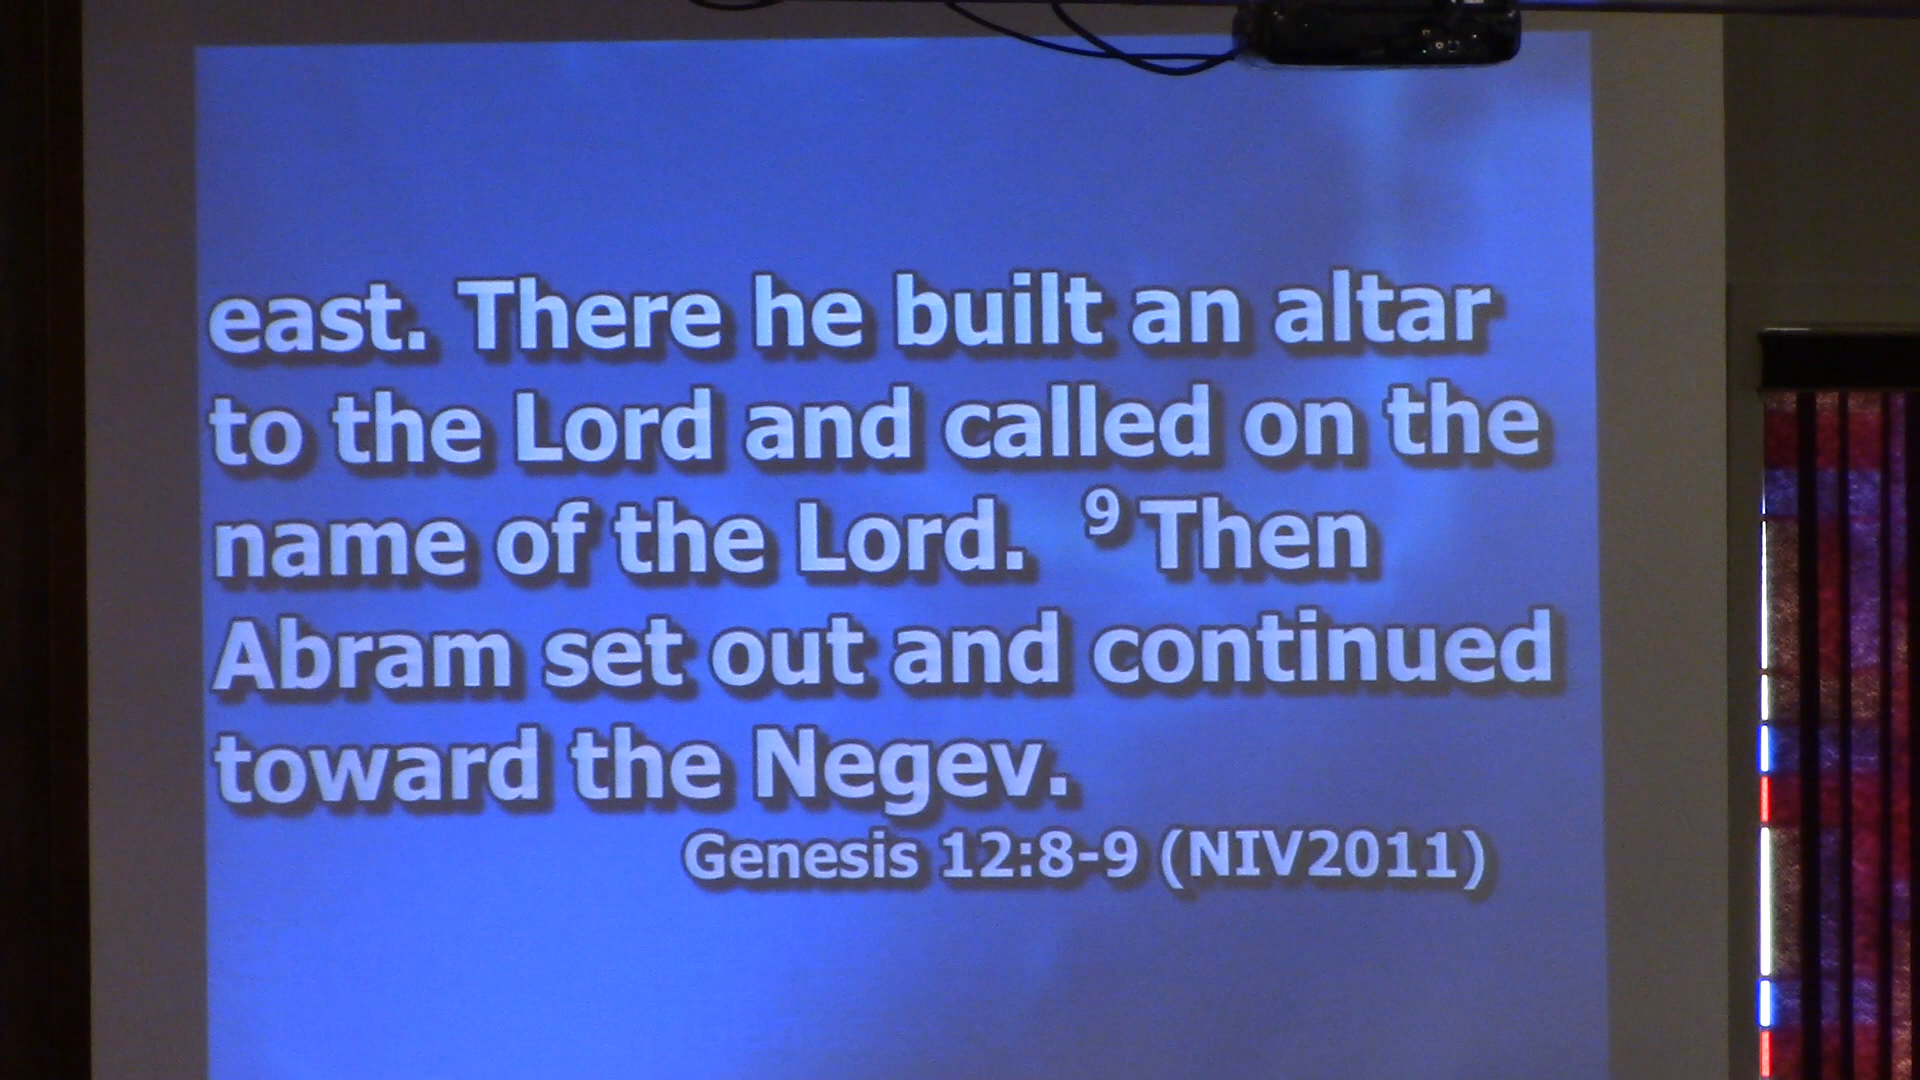 east. There he built an altar
to the Lord and called on the
name of the Lord. 9 Then
Abram set out and continued
toward the Negev.
Genesis 12:8-9 (NIV2011)